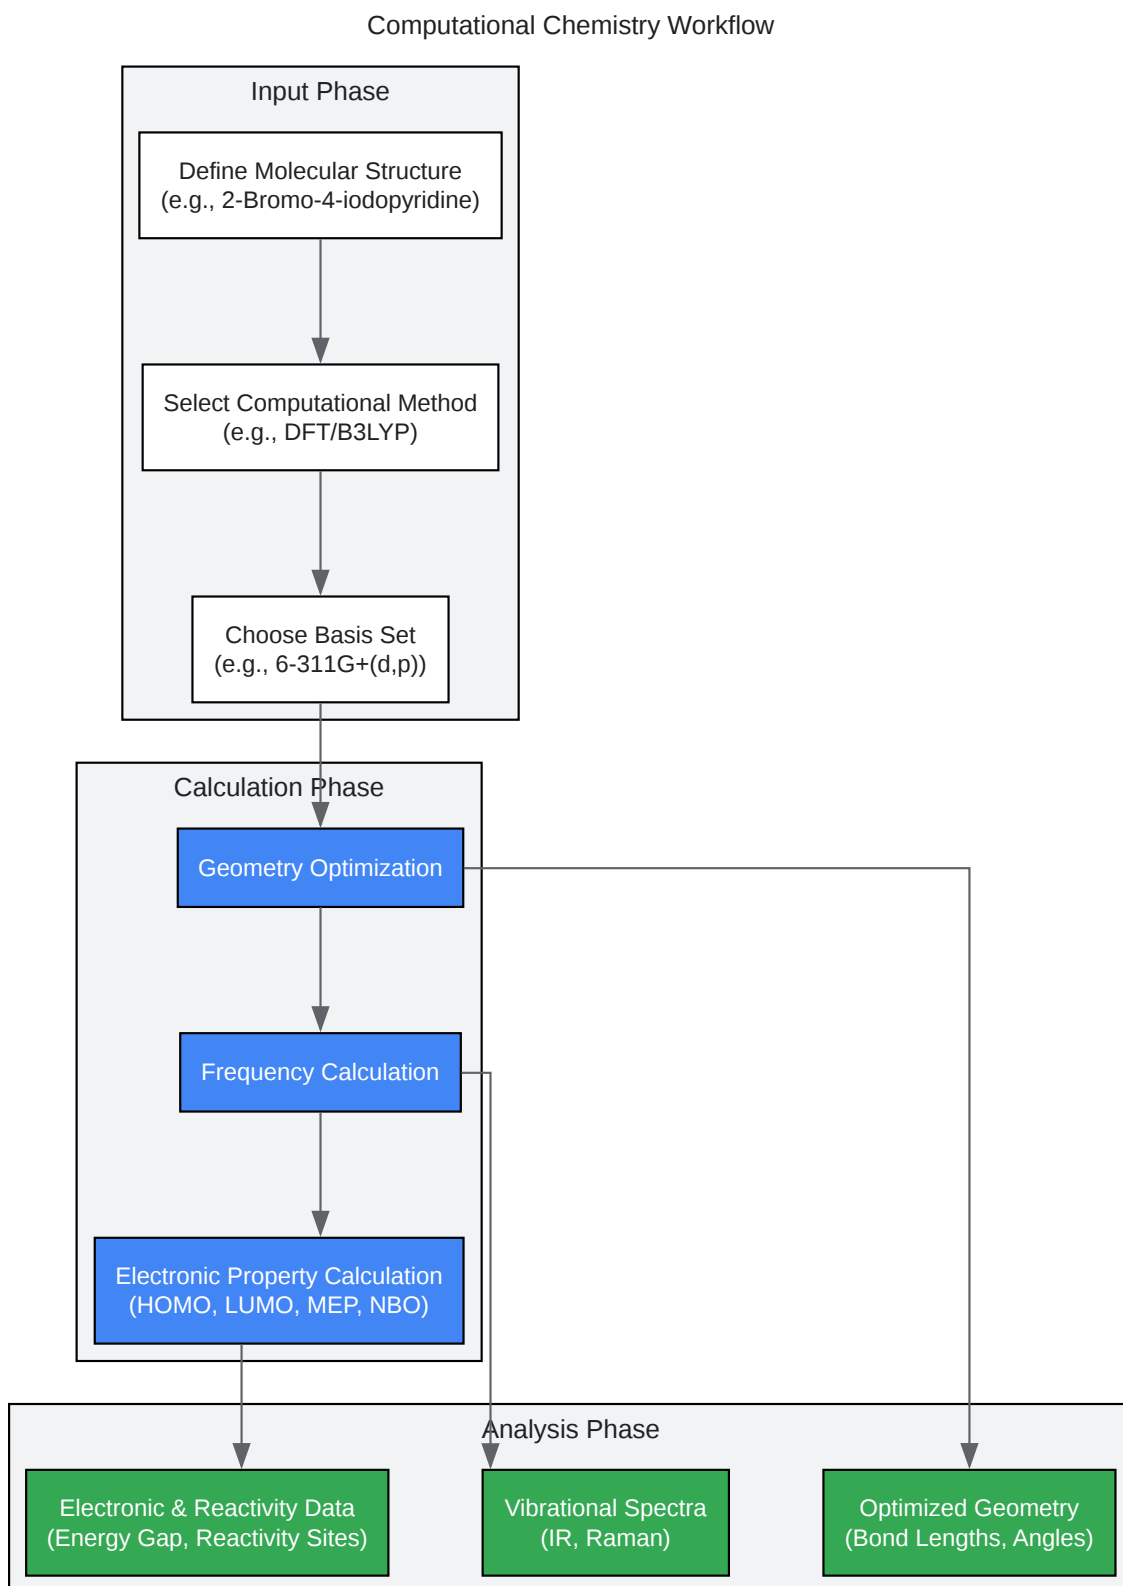 Computational Chemistry Workflow
Input Phase
Define Molecular Structure
(e.g., 2-Bromo-4-iodopyridine)
Select Computational Method
(e.g., DFT/B3LYP)
Choose Basis Set
(e.g., 6-311G+(d,p))
Calculation Phase
Geometry Optimization
Frequency Calculation
Electronic Property Calculation
(HOMO, LUMO, MEP, NBO)
Analysis Phase
Electronic & Reactivity Data
(Energy Gap, Reactivity Sites)
Vibrational Spectra
(IR, Raman)
Optimized Geometry
(Bond Lengths, Angles)